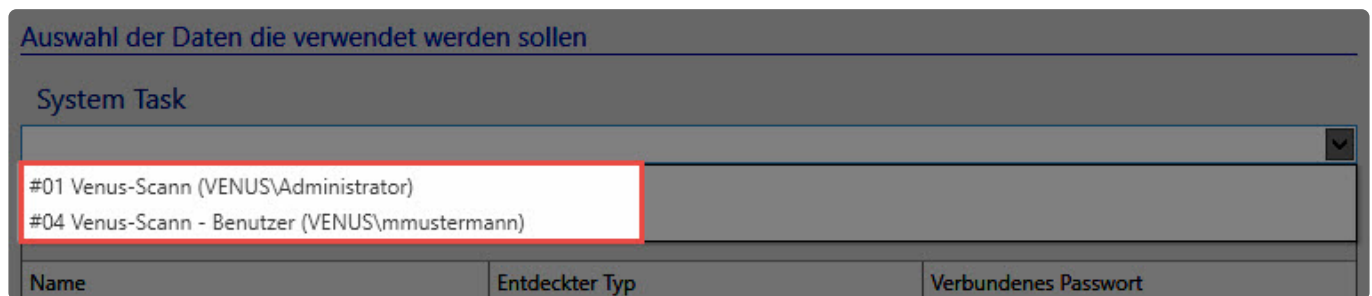 Auswahl der Daten die verwendet werden sollen
System Task
#01 Venus-Scann (VENUS\Administrator)
#04 Venus-Scann - Benutzer (VENUS\mmustermann)
Name Entdeckter Typ Verbundenes Passwort